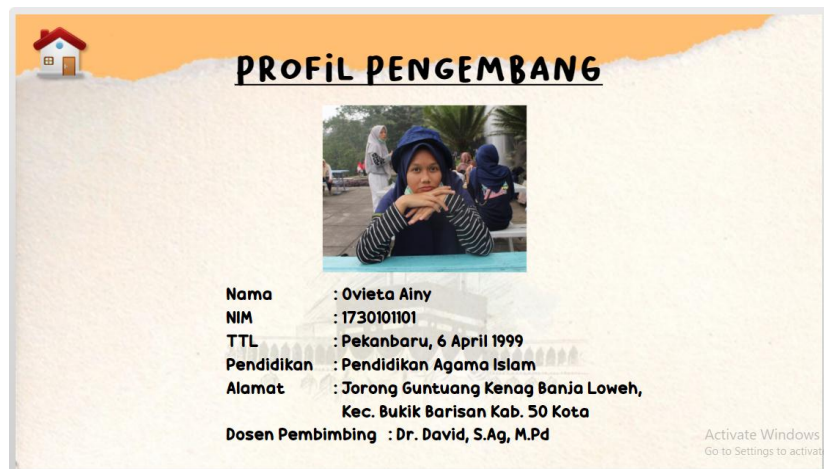 PROFiL PENGEMBANG
Nama : Ovieta Ainy
NIM : 1730101101
TTL : Pekanbaru, 6 April 1999
Pendidikan : Pendidikan Agama Islam
Alamat : Jorong Guntuang Kenag Banja Loweh,
Kec. Bukik Barisan Kab. 50 Kota
Dosen Pembimbing : Dr. David, S.Ag, M.Pd
Activate Windows
Go to Settings to activat